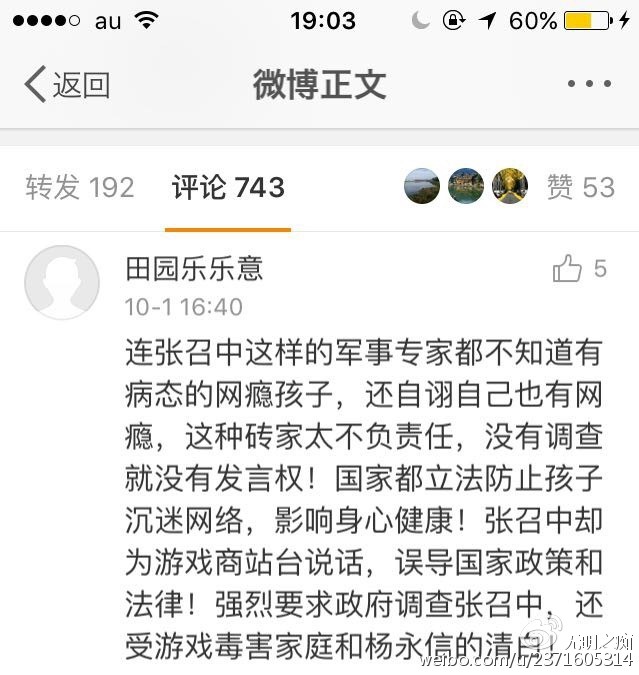 au 19:03 60%
返回 微博正文
转发 192 评论 743 赞 53
田园乐乐意 5
10-1 16:40
连张召中这样的军事专家都不知道有
病态的网瘾孩子，还自诩自己也有网
瘾，这种砖家太不负责任，没有调查
就没有发言权！国家都立法防止孩子
沉迷网络，影响身心健康！张召中却
为游戏商站台说话，误导国家政策和
法律！强烈要求政府调查张召中，还
受游戏毒害家庭和杨永信的清白！
weibo.com/u/2371605314